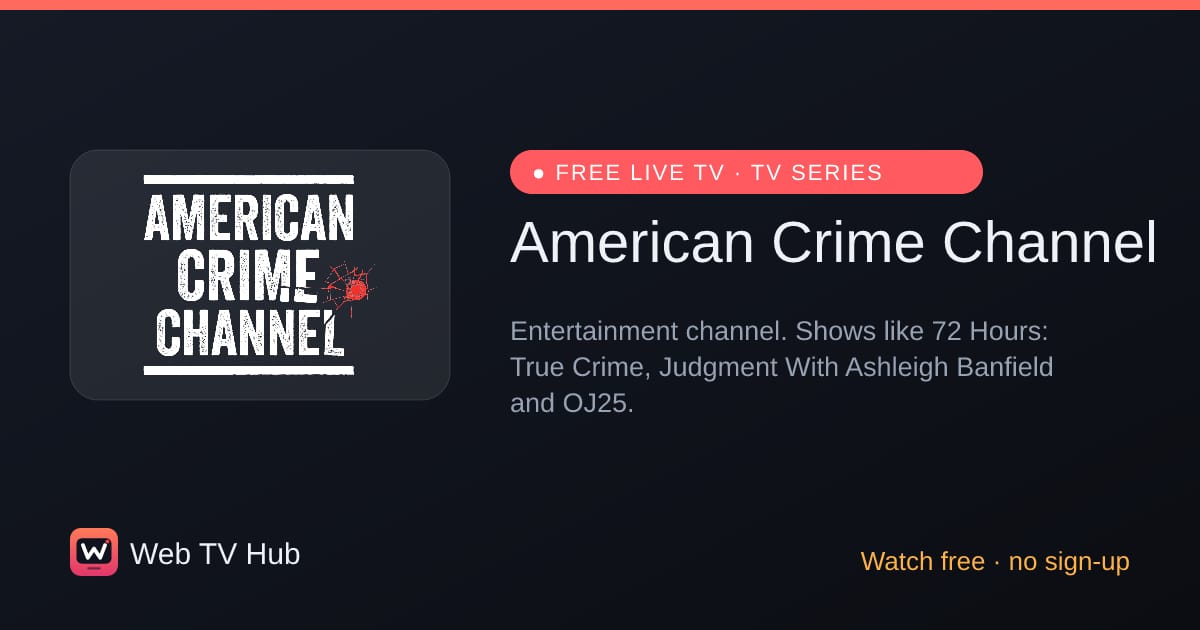 AMERICAN
CRIME
CHANNEL
• FREE LIVE TV · TV SERIES
American Crime Channel
Entertainment channel. Shows like 72 Hours:
True Crime, Judgment With Ashleigh Banfield
and OJ25.
W
Web TV Hub
Watch free · no sign-up